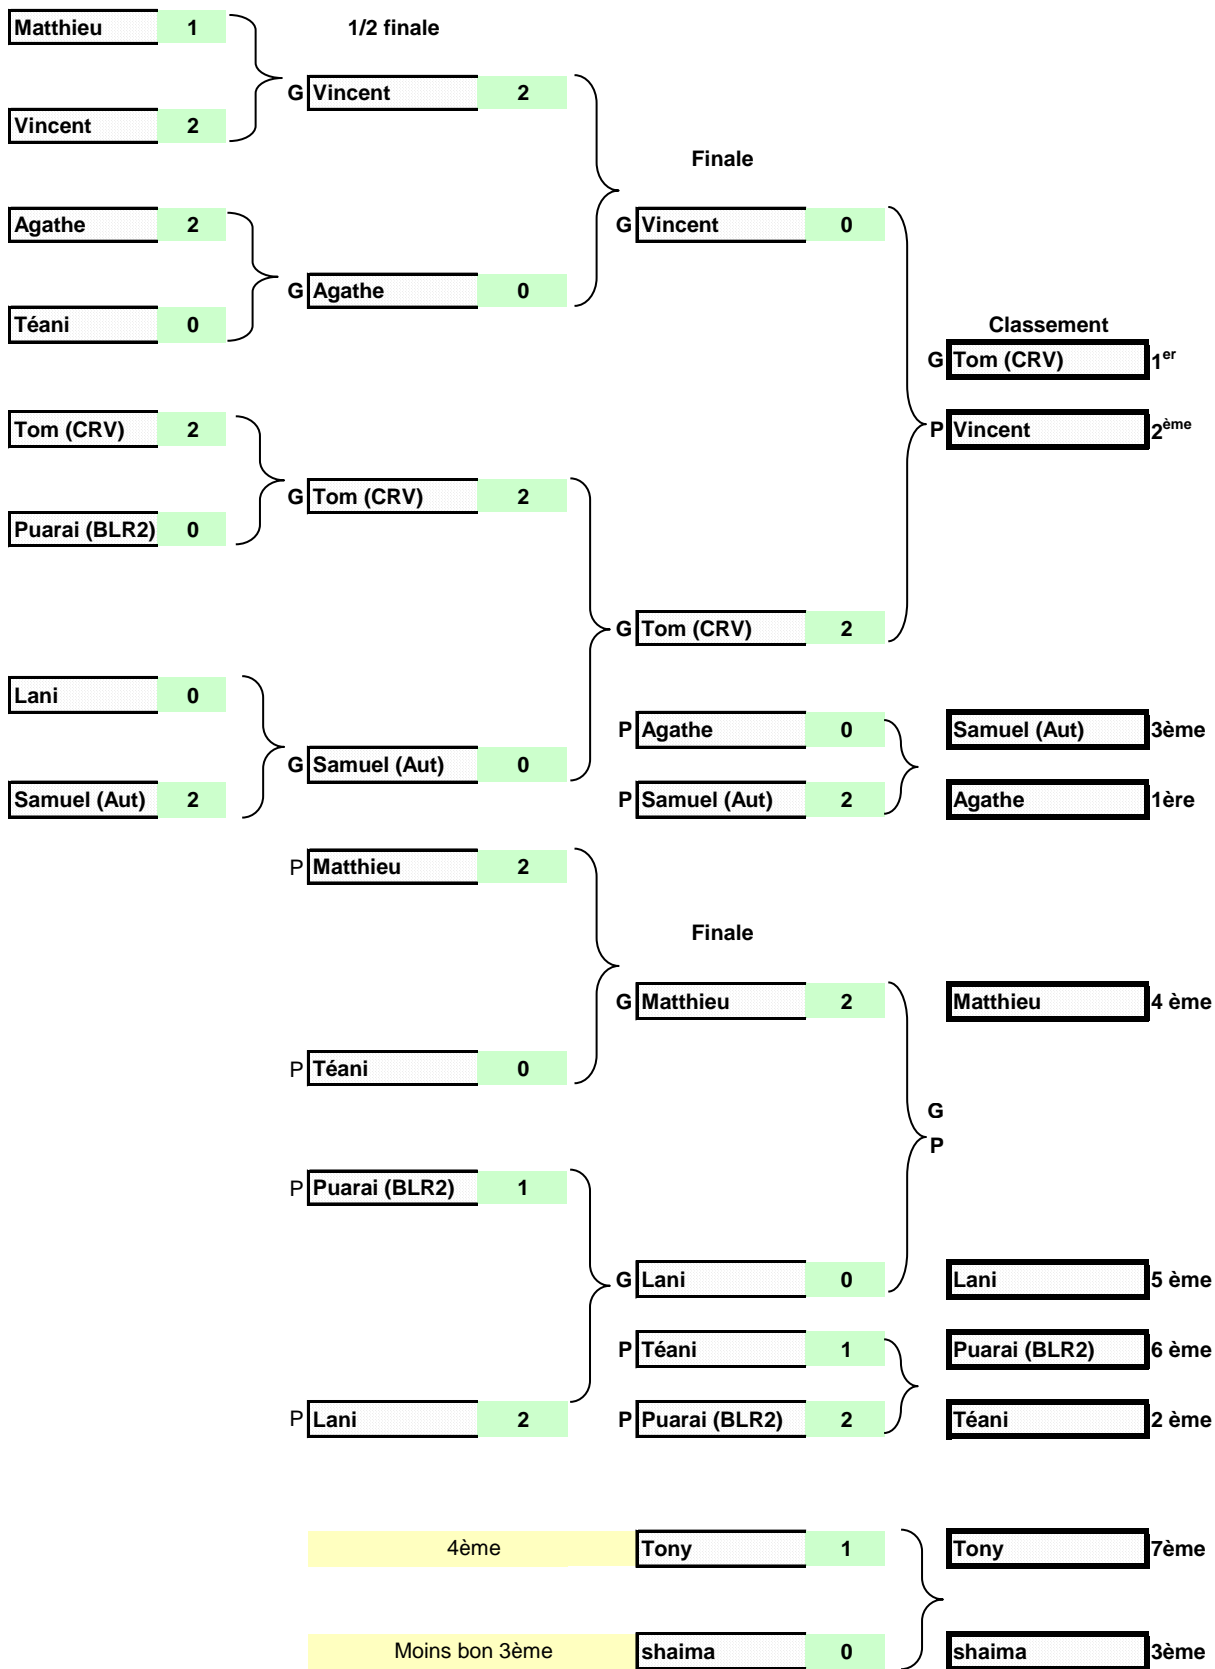 Matthieu 1 1/2 finale
G Vincent 2
Vincent 2
Finale
Agathe 2 G Vincent 0
G Agathe 0
Téani 0 Classement
G Tom (CRV) 1er
Tom (CRV) 2 P Vincent 2ème
G Tom (CRV) 2
Puarai (BLR2) 0
G Tom (CRV) 2
Lani 0
P Agathe 0 Samuel (Aut) 3ème
G Samuel (Aut) 0
Samuel (Aut) 2 P Samuel (Aut) 2 Agathe 1ère
P Matthieu 2
Finale
G Matthieu 2 Matthieu 4 ème
P Téani 0
G
P
P Puarai (BLR2) 1
G Lani 0 Lani 5 ème
P Téani 1 Puarai (BLR2) 6 ème
P Lani 2 P Puarai (BLR2) 2 Téani 2 ème
4ème Tony 1 Tony 7ème
Moins bon 3ème shaima 0 shaima 3ème